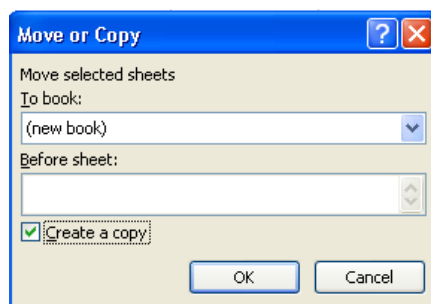 Move or Copy
Move selected sheets
To book:
(new book)
Before sheet:
Create a copy
OK Cancel